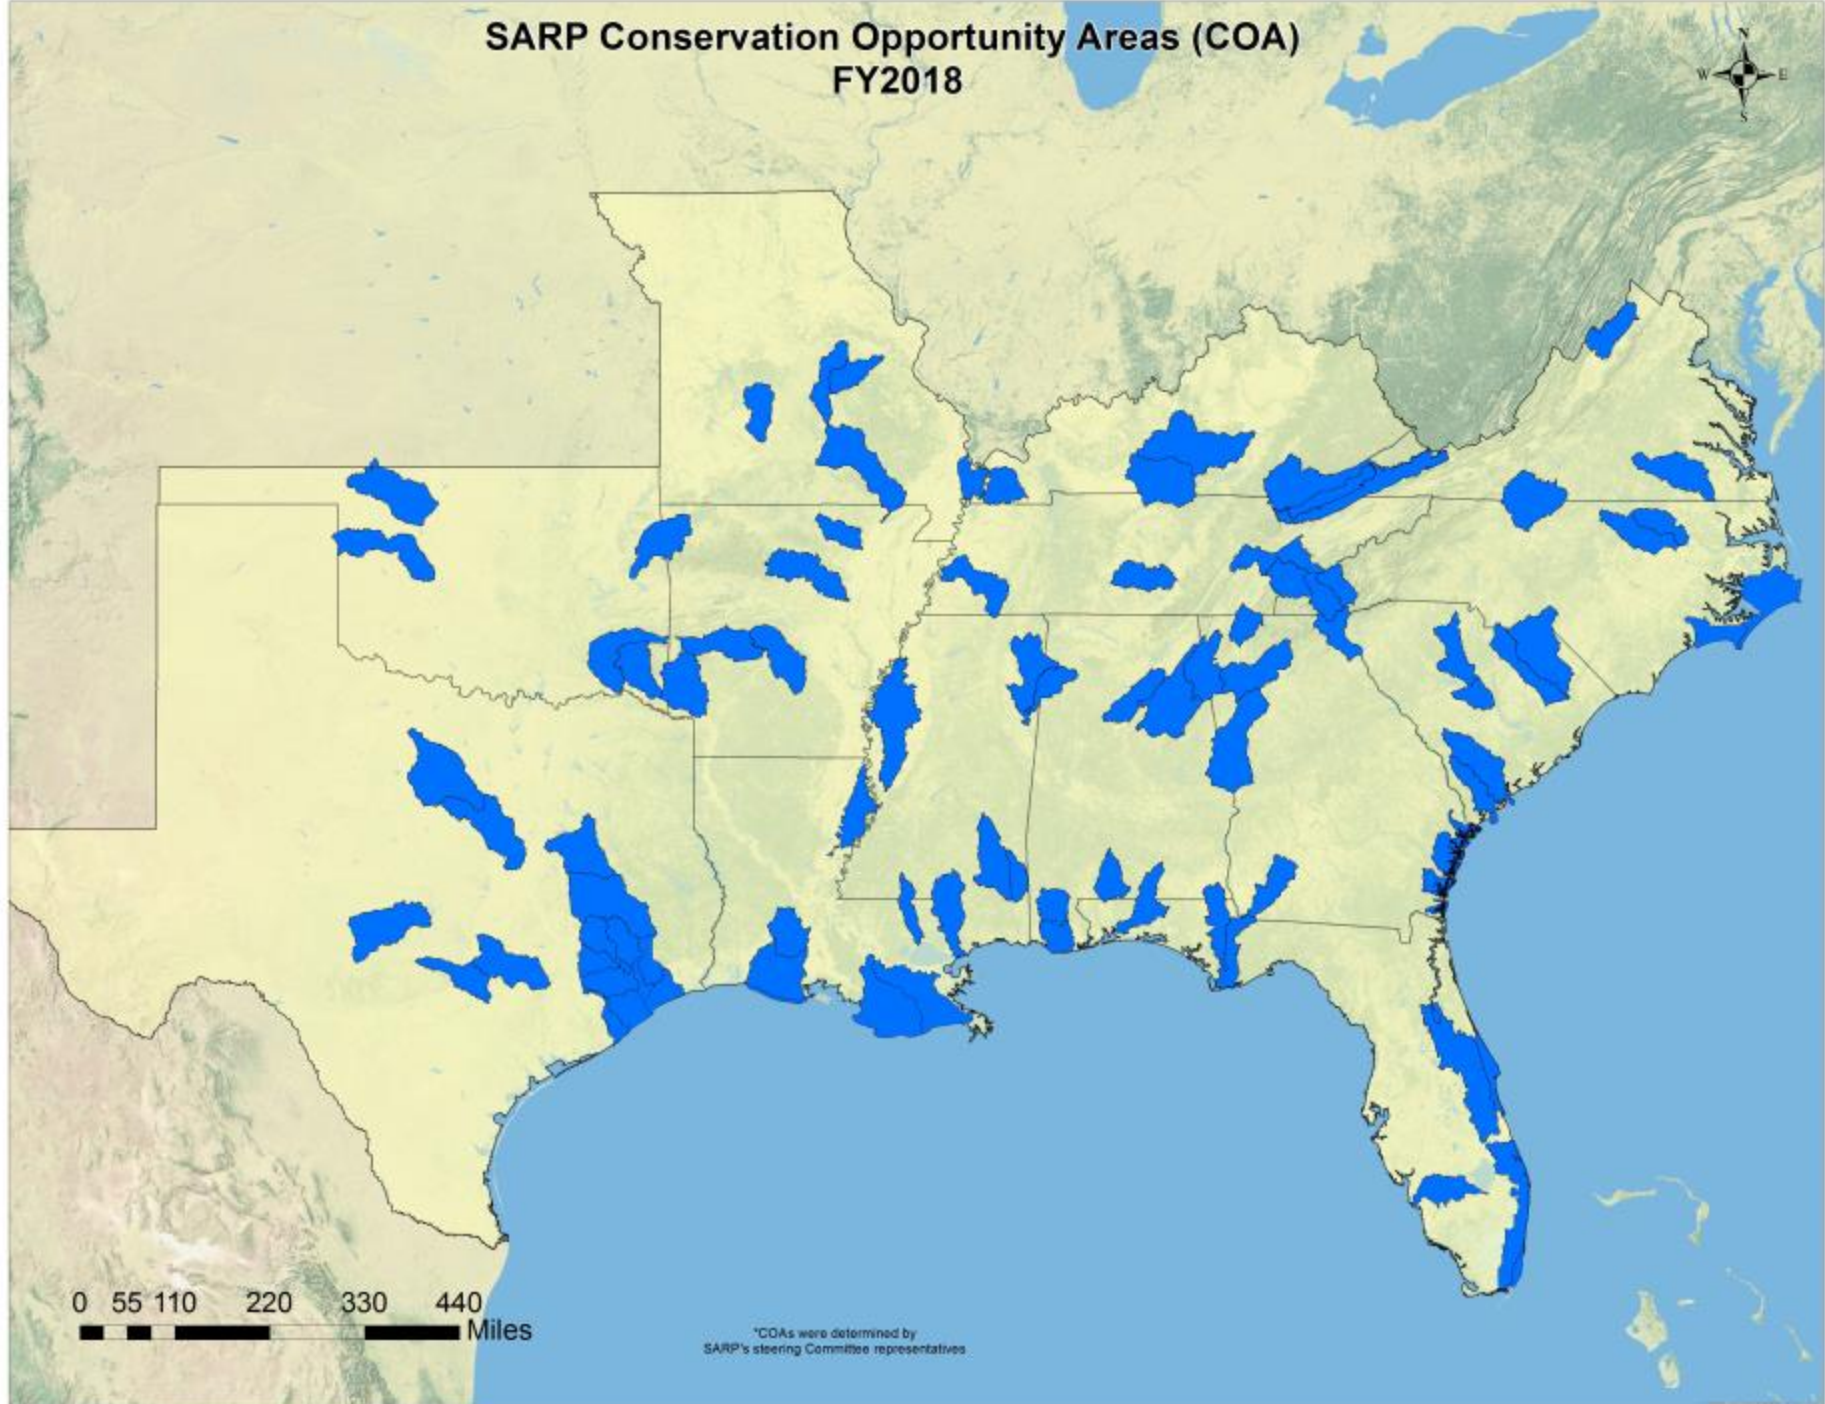 SARP Conservation Opportunity Areas (COA)
FY2018
N
W E
S
0 55 110 220 330 440
Miles
*COAs were determined by
SARP's steering Committee representatives